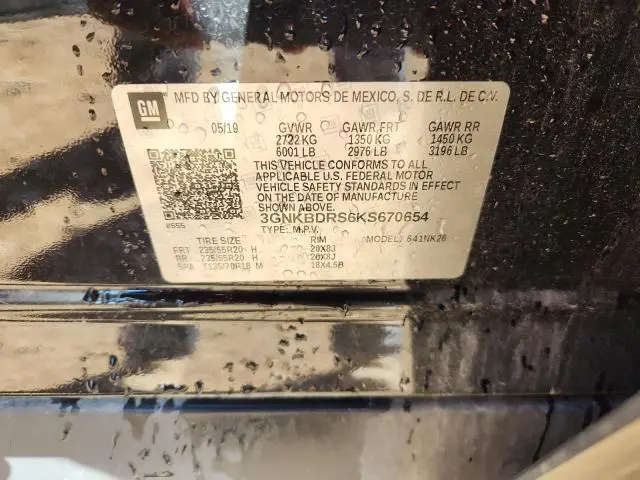 GM
MFD BY GENERAL MOTORS DE MEXICO, S. DE R.L. DE C.V.
05/19 GVWR GAWR FRT GAWR RR
2722 KG 1350 KG 1450 KG
6001 LB 2976 LB 3196 LB
THIS VEHICLE CONFORMS TO ALL
APPLICABLE U.S. FEDERAL MOTOR
VEHICLE SAFETY STANDARDS IN EFFECT
ON THE DATE OF MANUFACTURE
SHOWN ABOVE.
3GNKBDRS6KS670654
TYPE: M.P.V.
TIRE SIZE RIM MODEL: 641NK26
FRT 235/55R20 H 20X8J
RR 235/55R20 H 20X8J
SPA T135/70R18 M 18X4.5B